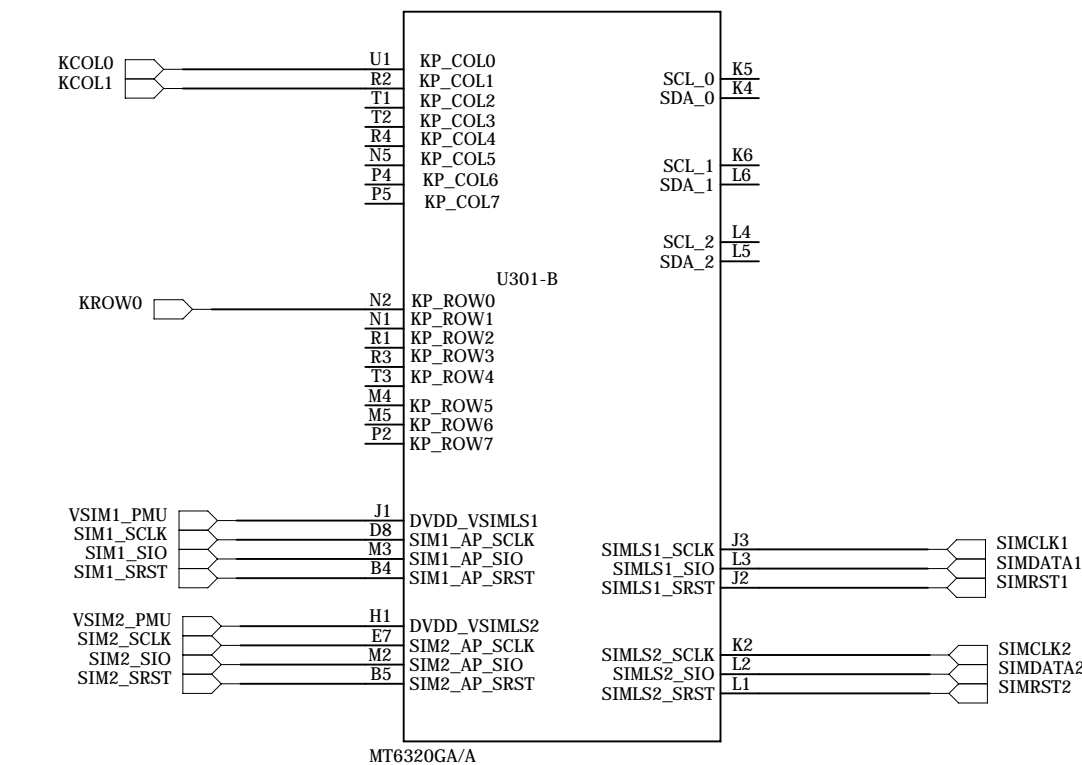 KCOL0 U1 KP_COL0
KCOL1 R2 KP_COL1
T1 KP_COL2
T2 KP_COL3
R4 KP_COL4
N5 KP_COL5
P4 KP_COL6
P5 KP_COL7
SCL_0 K5
SDA_0 K4
SCL_1 K6
SDA_1 L6
SCL_2 L4
SDA_2 L5
U301-B
KROW0 N2 KP_ROW0
N1 KP_ROW1
R1 KP_ROW2
R3 KP_ROW3
T3 KP_ROW4
M4 KP_ROW5
M5 KP_ROW6
P2 KP_ROW7
VSIM1_PMU J1 DVDD_VSIMLS1
SIM1_SCLK D8 SIM1_AP_SCLK
SIM1_SIO M3 SIM1_AP_SIO
SIM1_SRST B4 SIM1_AP_SRST
SIMLS1_SCLK J3 SIMCLK1
SIMLS1_SIO L3 SIMDATA1
SIMLS1_SRST J2 SIMRST1
VSIM2_PMU H1 DVDD_VSIMLS2
SIM2_SCLK E7 SIM2_AP_SCLK
SIM2_SIO M2 SIM2_AP_SIO
SIM2_SRST B5 SIM2_AP_SRST
SIMLS2_SCLK K2 SIMCLK2
SIMLS2_SIO L2 SIMDATA2
SIMLS2_SRST L1 SIMRST2
MT6320GA/A